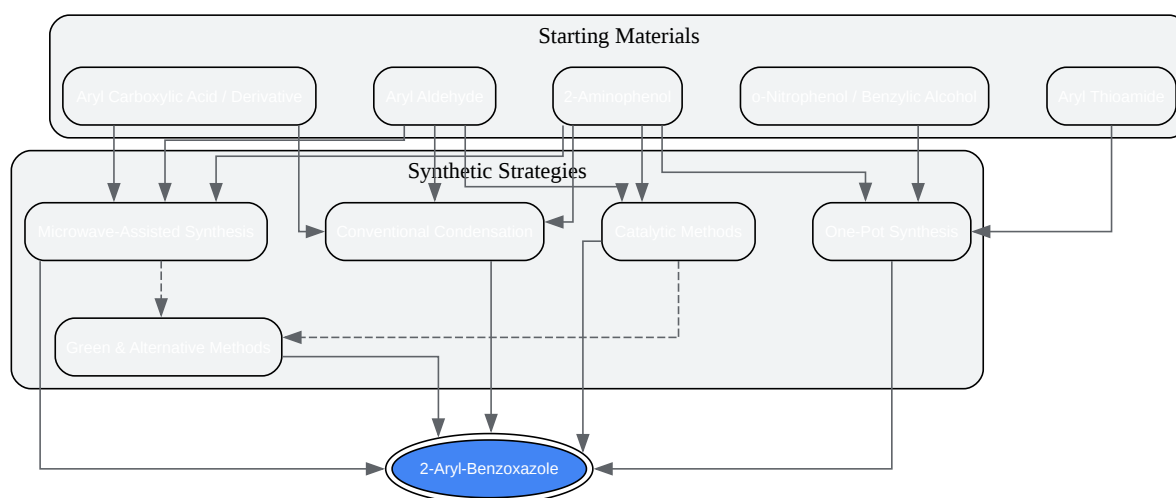 Starting Materials
Aryl Carboxylic Acid / Derivative
Aryl Aldehyde
2-Aminophenol
o-Nitrophenol / Benzylic Alcohol
Aryl Thioamide
Synthetic Strategies
Microwave-Assisted Synthesis
Conventional Condensation
Catalytic Methods
One-Pot Synthesis
Green & Alternative Methods
2-Aryl-Benzoxazole